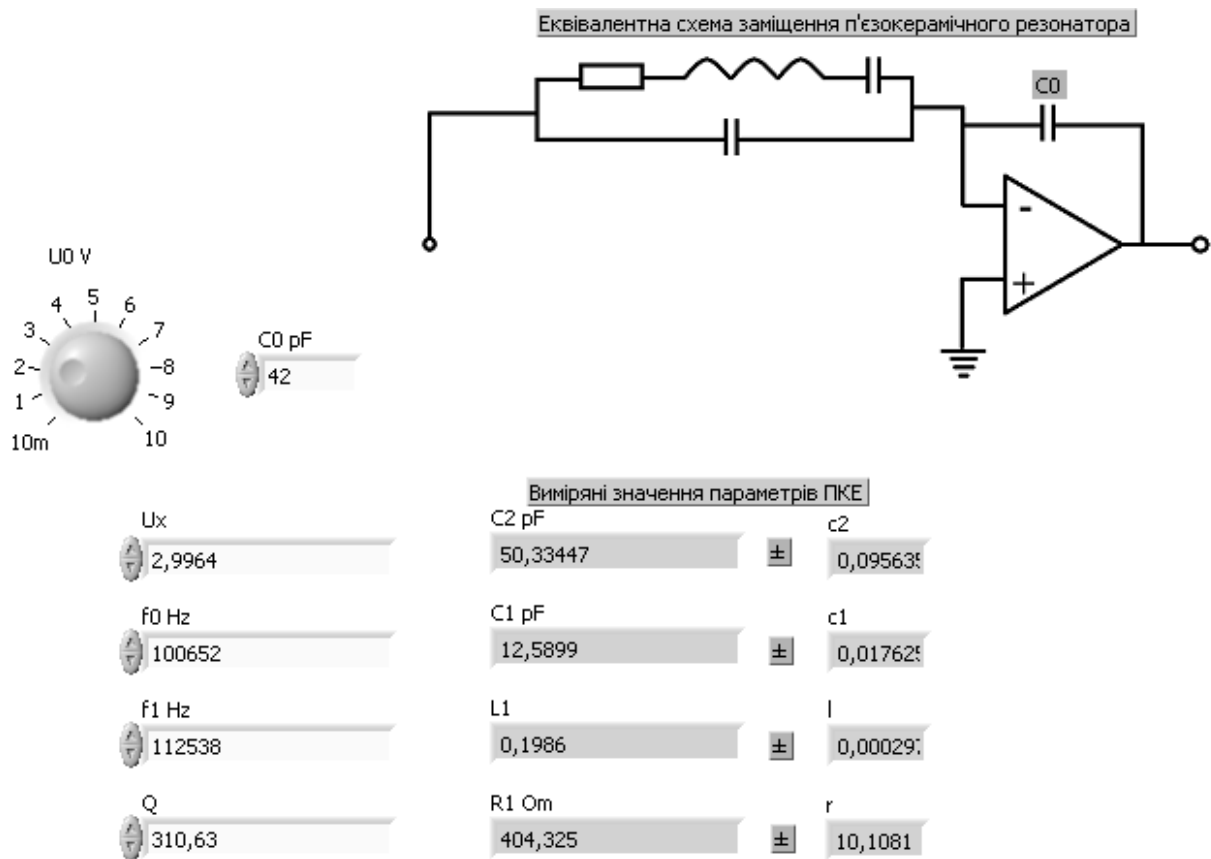 Еквівалентна схема заміщення п'єзокерамічного резонатора
C0
-
+
U0 V
10m 1 2 3 4 5 6 7 8 9 10
C0 pF
42
Виміряні значення параметрів ПКЕ
Ux
2,9964
C2 pF
50,33447
±
c2
0,095635
f0 Hz
100652
C1 pF
12,5899
±
c1
0,017625
f1 Hz
112538
L1
0,1986
±
l
0,000297
Q
310,63
R1 Om
404,325
±
r
10,1081